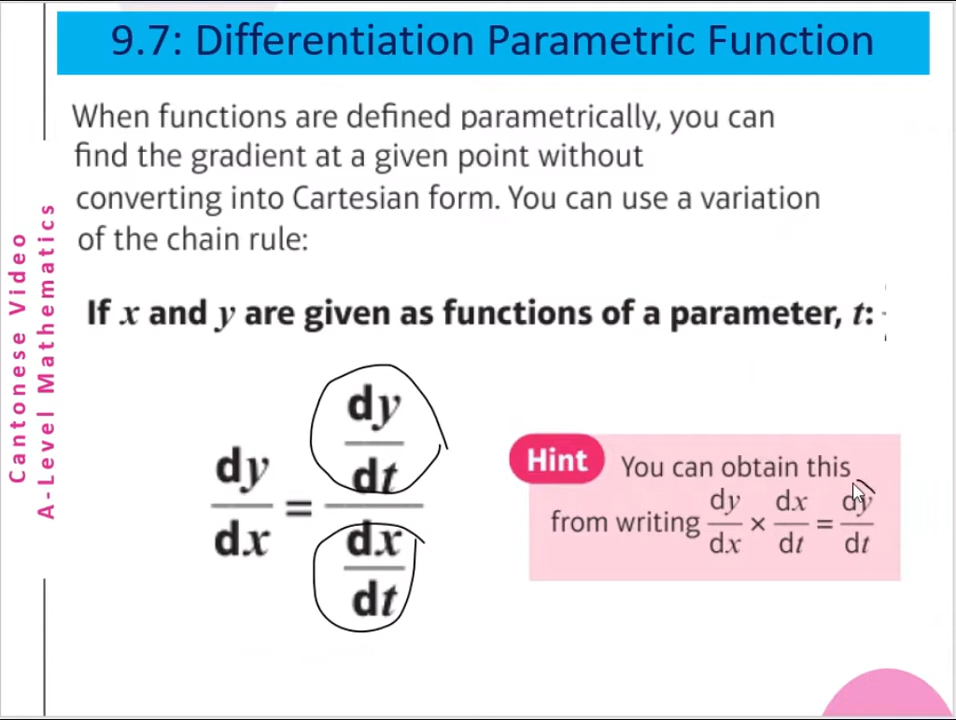 9.7: Differentiation Parametric Function
When functions are defined parametrically, you can
find the gradient at a given point without
converting into Cartesian form. You can use a variation
of the chain rule:
If x and y are given as functions of a parameter, t:
dy/dx = (dy/dt)/(dx/dt)
Hint You can obtain this
from writing dy/dx × dx/dt = dy/dt
Cantonese Video
A-Level Mathematics